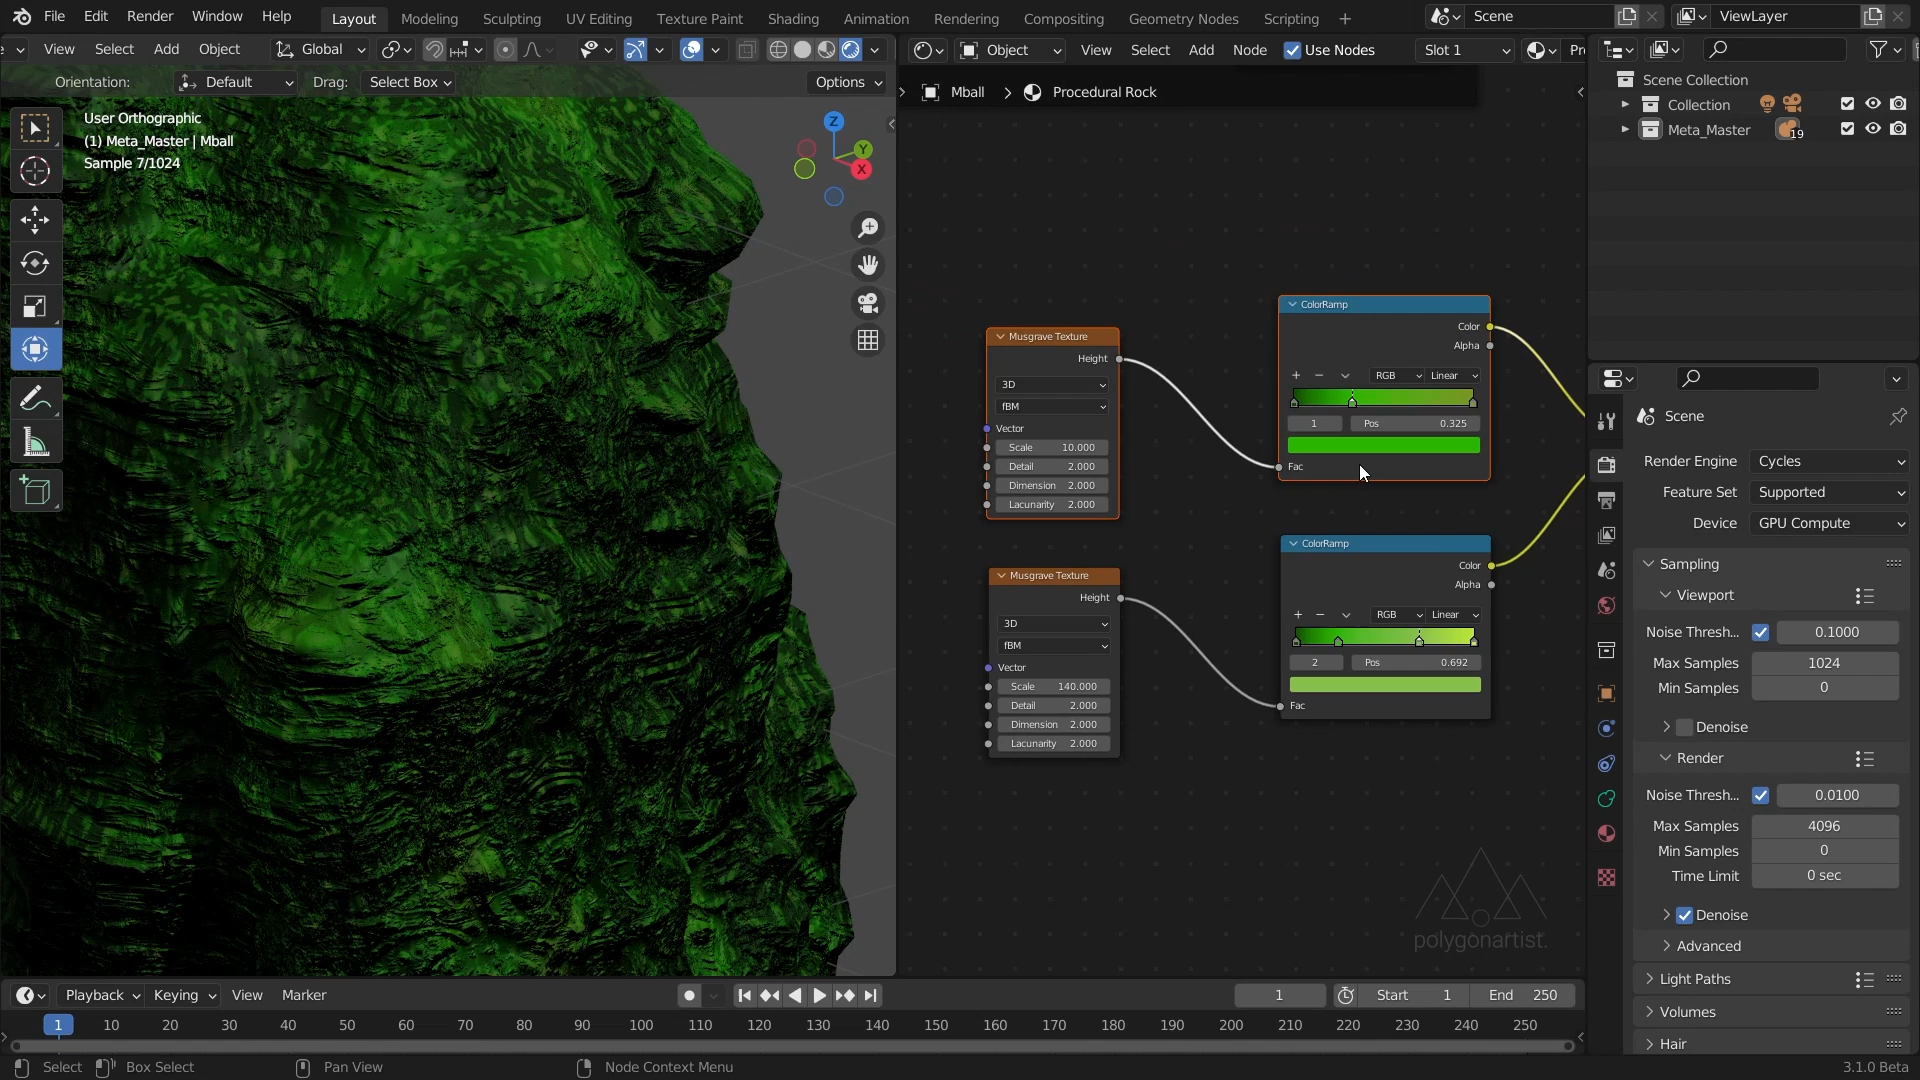 File Edit Render Window Help Layout Modeling Sculpting UV Editing Texture Paint Shading Animation Rendering Compositing Geometry Nodes Scripting + Scene ViewLayer
View Select Add Object Global Object View Select Add Node Use Nodes Slot 1
Orientation: Default Drag: Select Box Options
Mball > Procedural Rock
User Orthographic
(1) Meta_Master | Mball
Sample 7/1024
Z
Y
X
Scene Collection
Collection
Meta_Master 19
ColorRamp
Color
Alpha
RGB Linear
1 Pos 0.325
Fac
Musgrave Texture
Height
3D
fBM
Vector
Scale 10.000
Detail 2.000
Dimension 2.000
Lacunarity 2.000
ColorRamp
Color
Alpha
RGB Linear
2 Pos 0.692
Fac
Musgrave Texture
Height
3D
fBM
Vector
Scale 140.000
Detail 2.000
Dimension 2.000
Lacunarity 2.000
polygonartist.
Scene
Render Engine Cycles
Feature Set Supported
Device GPU Compute
Sampling
Viewport
Noise Thresh... 0.1000
Max Samples 1024
Min Samples 0
Denoise
Render
Noise Thresh... 0.0100
Max Samples 4096
Min Samples 0
Time Limit 0 sec
Denoise
Advanced
Light Paths
Volumes
Hair
Playback Keying View Marker 1 Start 1 End 250
1 10 20 30 40 50 60 70 80 90 100 110 120 130 140 150 160 170 180 190 200 210 220 230 240 250
Select Box Select Pan View Node Context Menu 3.1.0 Beta